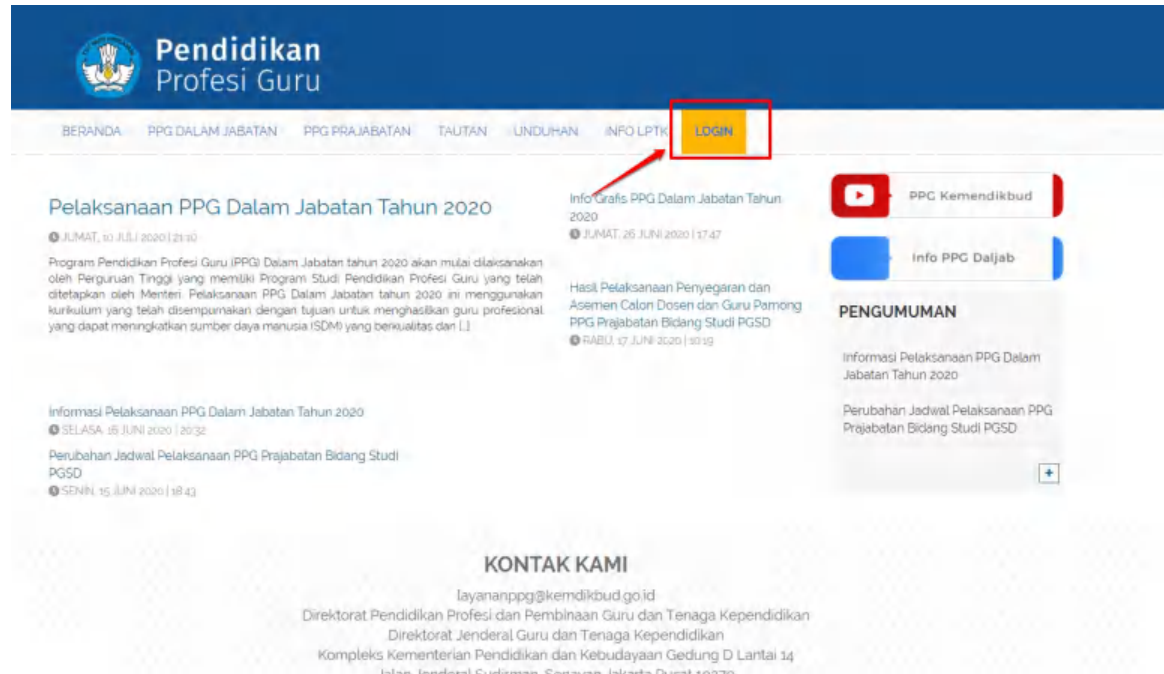 Pendidikan
Profesi Guru
BERANDA PPG DALAM JABATAN PPG PRAJABATAN TAUTAN UNDUHAN INFO LPTK LOGIN
Pelaksanaan PPG Dalam Jabatan Tahun 2020
JUMAT, 10 JULI 2020 | 21:10
Program Pendidikan Profesi Guru (PPG) Dalam Jabatan tahun 2020 akan mulai dilaksanakan
oleh Perguruan Tinggi yang memiliki Program Studi Pendidikan Profesi Guru yang telah
ditetapkan oleh Menteri. Pelaksanaan PPG Dalam Jabatan tahun 2020 ini menggunakan
kurikulum yang telah disempurnakan dengan tujuan untuk menghasilkan guru profesional
yang dapat meningkatkan sumber daya manusia (SDM) yang berkualitas dan [...]
Informasi Pelaksanaan PPG Dalam Jabatan Tahun 2020
SELASA, 16 JUNI 2020 | 20:32
Perubahan Jadwal Pelaksanaan PPG Prajabatan Bidang Studi
PGSD
SENIN, 15 JUNI 2020 | 18:43
Info Grafis PPG Dalam Jabatan Tahun
2020
JUMAT, 26 JUNI 2020 | 17:47
Hasil Pelaksanaan Penyegaran dan
Asemen Calon Dosen dan Guru Pamong
PPG Prajabatan Bidang Studi PGSD
RABU, 17 JUNI 2020 | 10:19
PPG Kemendikbud
Info PPG Daljab
PENGUMUMAN
Informasi Pelaksanaan PPG Dalam
Jabatan Tahun 2020
Perubahan Jadwal Pelaksanaan PPG
Prajabatan Bidang Studi PGSD
+
KONTAK KAMI
layananppg@kemdikbud.go.id
Direktorat Pendidikan Profesi dan Pembinaan Guru dan Tenaga Kependidikan
Direktorat Jenderal Guru dan Tenaga Kependidikan
Kompleks Kementerian Pendidikan dan Kebudayaan Gedung D Lantai 14
Jalan Jenderal Sudirman, Senayan Jakarta Pusat 10270